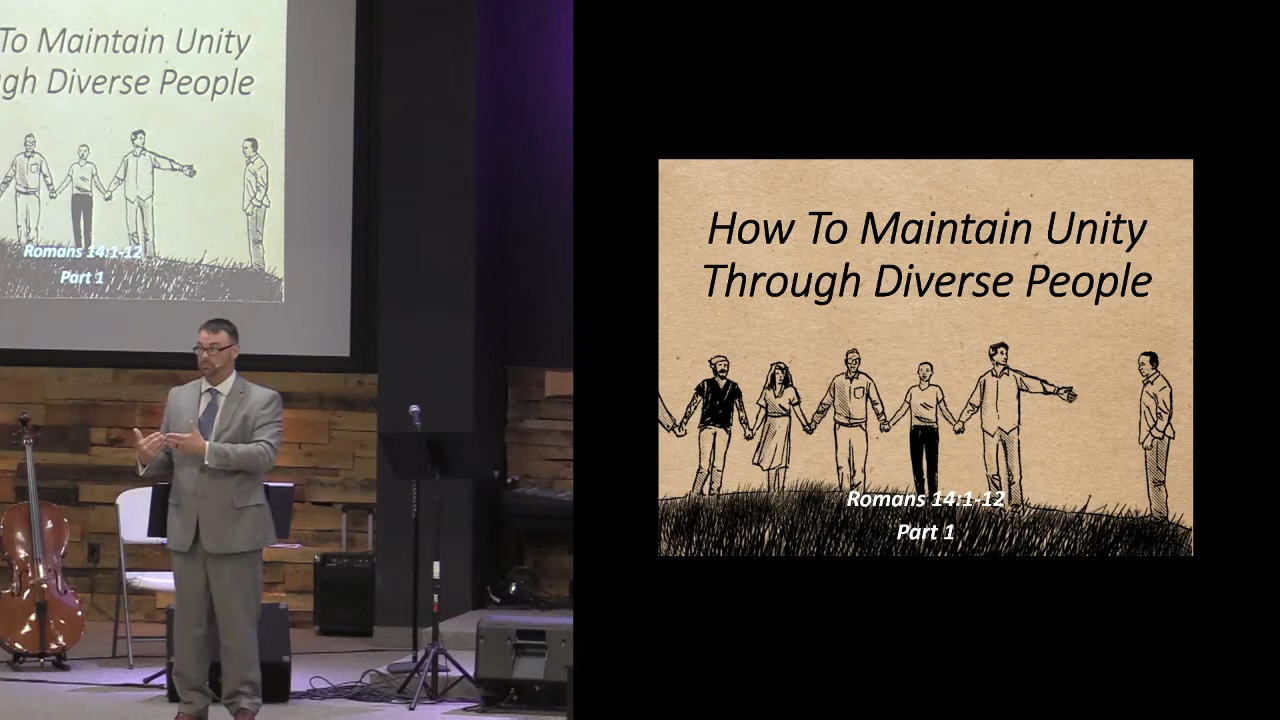 To Maintain Unity
gh Diverse People
Romans 14:1-12
Part 1
How To Maintain Unity
Through Diverse People
Romans 14:1-12
Part 1